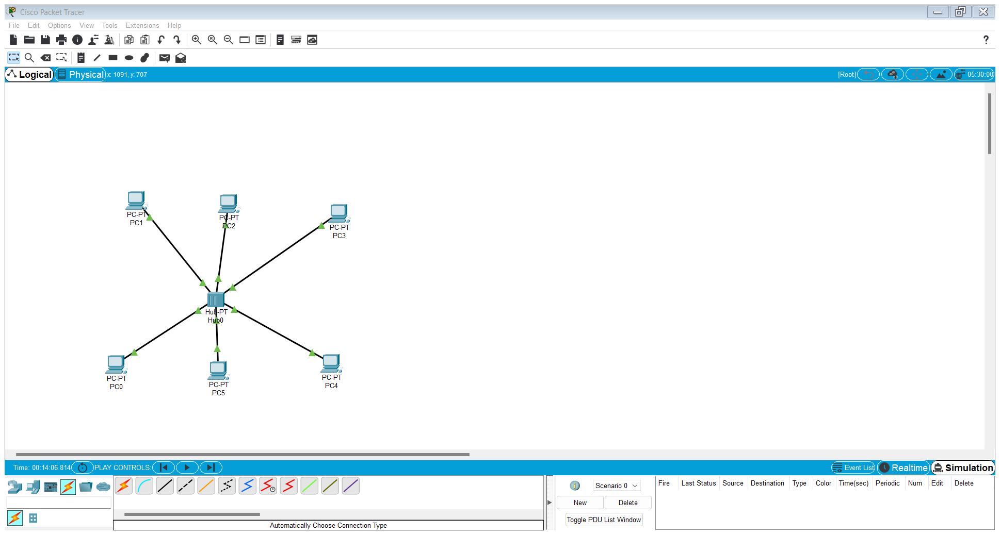 Cisco Packet Tracer
File Edit Options View Tools Extensions Help
?
Logical Physical x: 1091, y: 707 [Root] 05:30:00
PC-PT
PC1
PC-PT
PC2
PC-PT
PC3
Hub-PT
Hub0
PC-PT
PC0
PC-PT
PC5
PC-PT
PC4
Time: 00:14:06.814 PLAY CONTROLS: Event List Realtime Simulation
Scenario 0
New Delete
Toggle PDU List Window
Fire Last Status Source Destination Type Color Time(sec) Periodic Num Edit Delete
Automatically Choose Connection Type